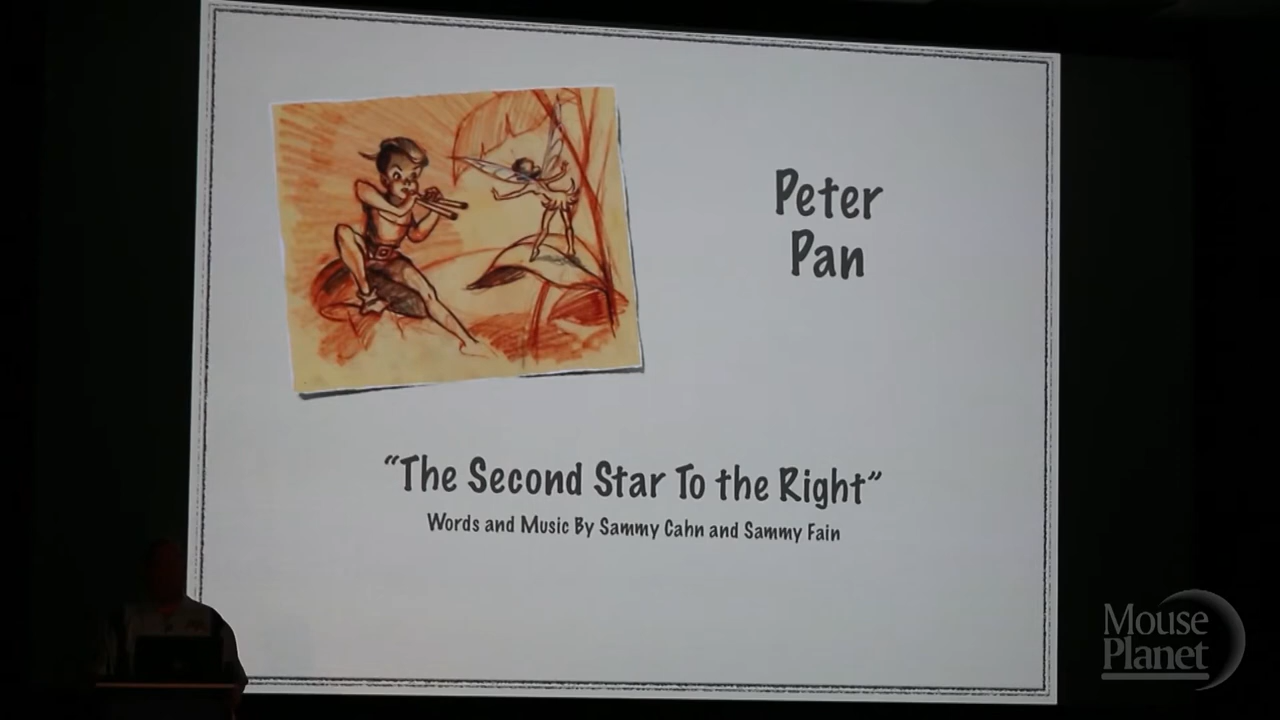 Peter
Pan
“The Second Star To the Right”
Words and Music By Sammy Cahn and Sammy Fain
Mouse
Planet